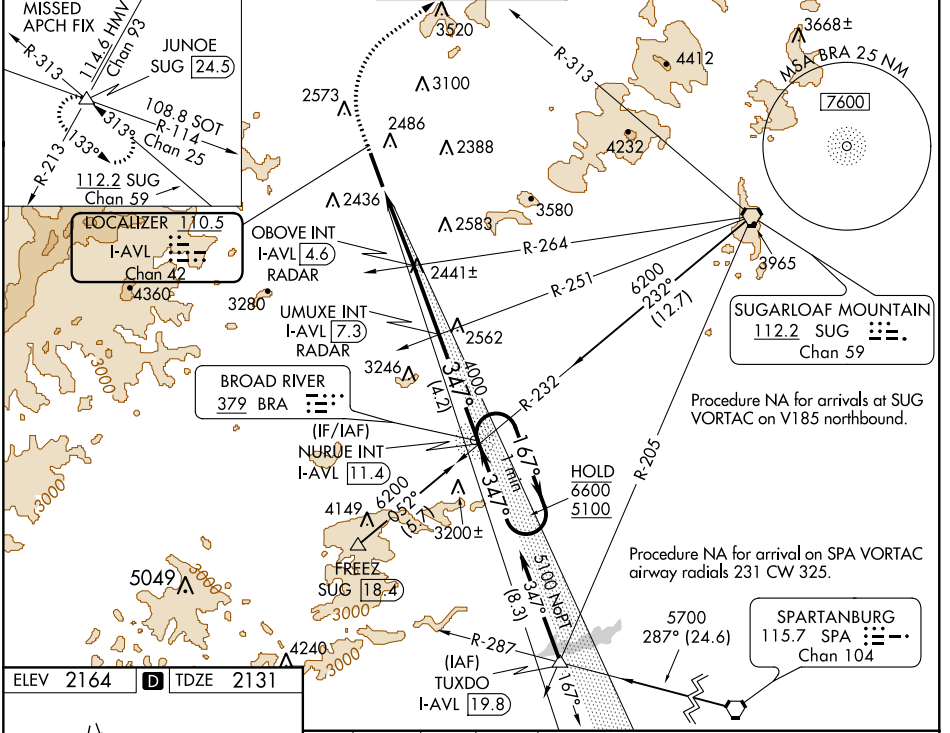 MISSED
APCH FIX
R-313
114.6 HMV
Chan 93
JUNOE
SUG 24.5
313°
133°
108.8 SOT
R-114
Chan 25
R-213
112.2 SUG
Chan 59
3520
R-313
3668±
MSA BRA 25 NM
7600
4412
3100
2573
2486
2388
4232
2436
2583
3580
LOCALIZER 110.5
I-AVL
Chan 42
OBOVE INT
I-AVL 4.6
RADAR
R-264
2441±
3965
4360
3280
R-251
6200
232°
(12.7)
UMUXE INT
I-AVL 7.3
RADAR
2562
SUGARLOAF MOUNTAIN
112.2 SUG
Chan 59
3000
3246
4000
347°
(4.2)
R-232
BROAD RIVER
379 BRA
Procedure NA for arrivals at SUG
VORTAC on V185 northbound.
(IF/IAF)
NURUE INT
I-AVL 11.4
167°
1 min
347°
HOLD
6600
5100
R-205
3000
4149
6200
052°
(5.7)
3200±
FREEZ
SUG 18.4
3000
5100 NoPT
347°
(8.3)
Procedure NA for arrival on SPA VORTAC
airway radials 231 CW 325.
5049
3000
5700
287° (24.6)
SPARTANBURG
115.7 SPA
Chan 104
R-287
4240
3000
(IAF)
TUXDO
I-AVL 19.8
167°
ELEV 2164 D TDZE 2131